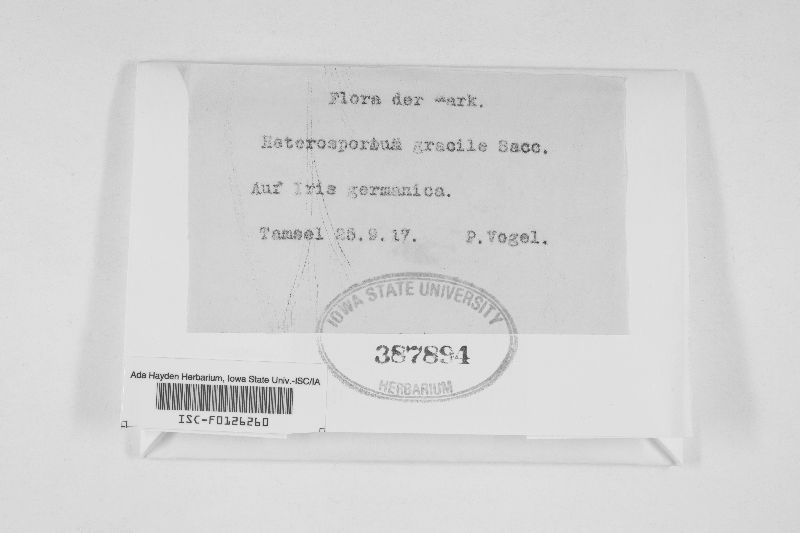 Flora der Mark.
Heterosporium gracile Sacc.
Auf Iris germanica.
Tamsel 28.9.17. P.Vogel.
IOWA STATE UNIVERSITY
387894
HERBARIUM
Ada Hayden Herbarium, Iowa State Univ.-ISC/IA
ISC-F0126260